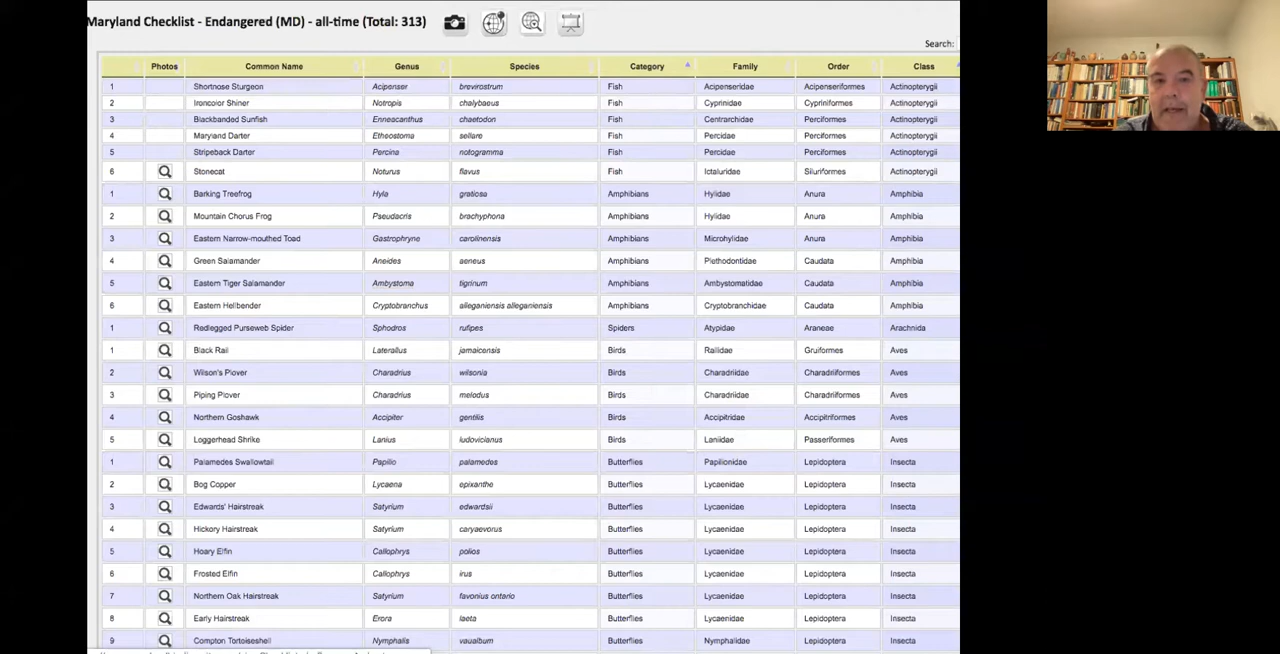 Maryland Checklist - Endangered (MD) - all-time (Total: 313)
Search:
Photos Common Name Genus Species Category Family Order Class
1 Shortnose Sturgeon Acipenser brevirostrum Fish Acipenseridae Acipenseriformes Actinopterygii
2 Ironcolor Shiner Notropis chalybaeus Fish Cyprinidae Cypriniformes Actinopterygii
3 Blackbanded Sunfish Enneacanthus chaetodon Fish Centrarchidae Perciformes Actinopterygii
4 Maryland Darter Etheostoma sellare Fish Percidae Perciformes Actinopterygii
5 Stripeback Darter Percina notogramma Fish Percidae Perciformes Actinopterygii
6 Stonecat Noturus flavus Fish Ictaluridae Siluriformes Actinopterygii
1 Barking Treefrog Hyla gratiosa Amphibians Hylidae Anura Amphibia
2 Mountain Chorus Frog Pseudacris brachyphona Amphibians Hylidae Anura Amphibia
3 Eastern Narrow-mouthed Toad Gastrophryne carolinensis Amphibians Microhylidae Anura Amphibia
4 Green Salamander Aneides aeneus Amphibians Plethodontidae Caudata Amphibia
5 Eastern Tiger Salamander Ambystoma tigrinum Amphibians Ambystomatidae Caudata Amphibia
6 Eastern Hellbender Cryptobranchus alleganiensis alleganiensis Amphibians Cryptobranchidae Caudata Amphibia
1 Redlegged Purseweb Spider Sphodros rufipes Spiders Atypidae Araneae Arachnida
1 Black Rail Laterallus jamaicensis Birds Rallidae Gruiformes Aves
2 Wilson's Plover Charadrius wilsonia Birds Charadriidae Charadriiformes Aves
3 Piping Plover Charadrius melodus Birds Charadriidae Charadriiformes Aves
4 Northern Goshawk Accipiter gentilis Birds Accipitridae Accipitriformes Aves
5 Loggerhead Shrike Lanius ludovicianus Birds Laniidae Passeriformes Aves
1 Palamedes Swallowtail Papilio palamedes Butterflies Papilionidae Lepidoptera Insecta
2 Bog Copper Lycaena epixanthe Butterflies Lycaenidae Lepidoptera Insecta
3 Edwards' Hairstreak Satyrium edwardsii Butterflies Lycaenidae Lepidoptera Insecta
4 Hickory Hairstreak Satyrium caryaevorus Butterflies Lycaenidae Lepidoptera Insecta
5 Hoary Elfin Callophrys polios Butterflies Lycaenidae Lepidoptera Insecta
6 Frosted Elfin Callophrys irus Butterflies Lycaenidae Lepidoptera Insecta
7 Northern Oak Hairstreak Satyrium favonius ontario Butterflies Lycaenidae Lepidoptera Insecta
8 Early Hairstreak Erora laeta Butterflies Lycaenidae Lepidoptera Insecta
9 Compton Tortoiseshell Nymphalis vaualbum Butterflies Nymphalidae Lepidoptera Insecta